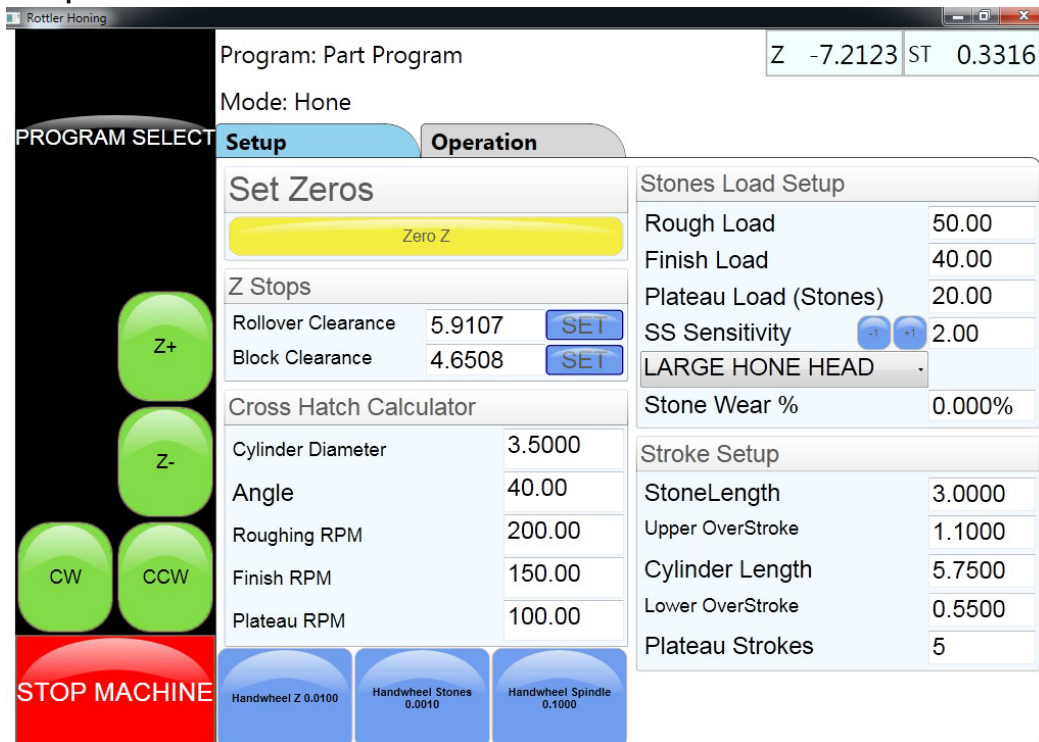 Rottler Honing
Program: Part Program
Z -7.2123 ST 0.3316
Mode: Hone
PROGRAM SELECT
Setup
Operation
Set Zeros
Zero Z
Z Stops
Rollover Clearance 5.9107 SET
Block Clearance 4.6508 SET
Cross Hatch Calculator
Cylinder Diameter 3.5000
Angle 40.00
Roughing RPM 200.00
Finish RPM 150.00
Plateau RPM 100.00
Stones Load Setup
Rough Load 50.00
Finish Load 40.00
Plateau Load (Stones) 20.00
SS Sensitivity -1 +1 2.00
LARGE HONE HEAD
Stone Wear % 0.000%
Stroke Setup
StoneLength 3.0000
Upper OverStroke 1.1000
Cylinder Length 5.7500
Lower OverStroke 0.5500
Plateau Strokes 5
Z+
Z-
CW
CCW
STOP MACHINE
Handwheel Z 0.0100
Handwheel Stones
0.0010
Handwheel Spindle
0.1000